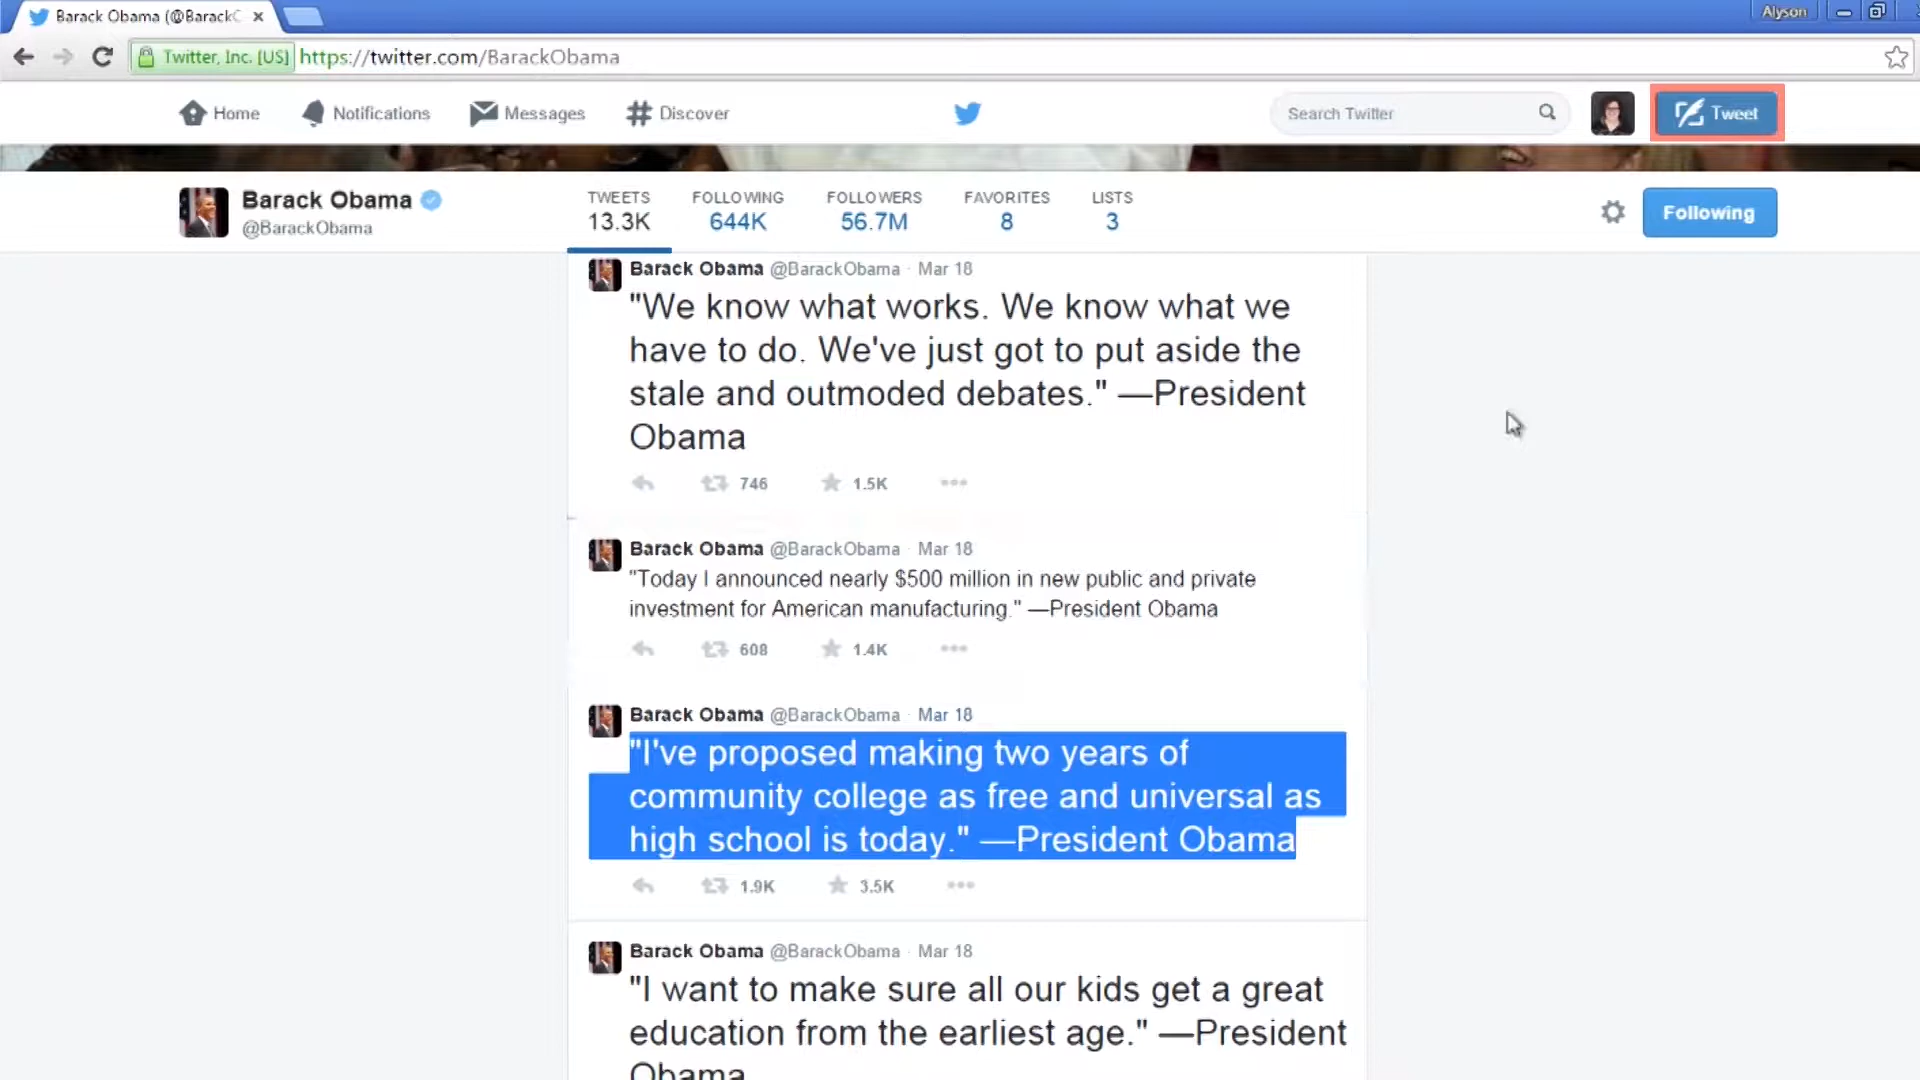 Barack Obama (@BarackO
Alyson
Twitter, Inc. [US] https://twitter.com/BarackObama
Home Notifications Messages Discover Search Twitter Tweet
Barack Obama
@BarackObama
TWEETS FOLLOWING FOLLOWERS FAVORITES LISTS
13.3K 644K 56.7M 8 3
Following
Barack Obama @BarackObama · Mar 18
"We know what works. We know what we
have to do. We've just got to put aside the
stale and outmoded debates." —President
Obama
746 1.5K
Barack Obama @BarackObama · Mar 18
"Today I announced nearly $500 million in new public and private
investment for American manufacturing." —President Obama
608 1.4K
Barack Obama @BarackObama · Mar 18
"I've proposed making two years of
community college as free and universal as
high school is today." —President Obama
1.9K 3.5K
Barack Obama @BarackObama · Mar 18
"I want to make sure all our kids get a great
education from the earliest age." —President
Obama